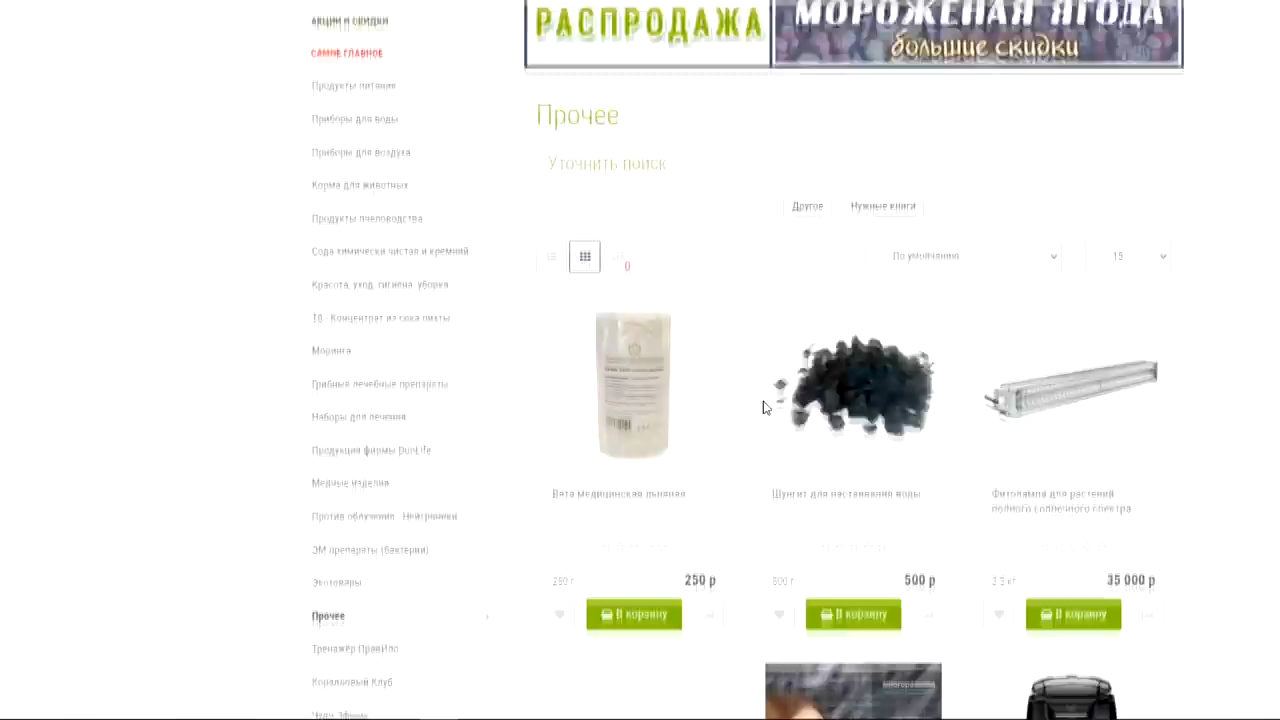 АКЦИИ И СКИДКИ
САМОЕ ГЛАВНОЕ
Продукты питания
Приборы для воды
Приборы для воздуха
Корма для животных
Продукты пчеловодства
Сода химически чистая и кремний
Красота, уход, гигиена, уборка
Т8 - Концентрат из сока пихты
Моринга
Грибные лечебные препараты
Наборы для лечения
Продукция фирмы DuoLife
Медные изделия
Против облучения - Нейтроники
ЭМ препараты (бактерии)
Экотовары
Прочее
Тренажёр ПравИло
Коралловый Клуб
РАСПРОДАЖА
МОРОЖЕНАЯ ЯГОДА
большие скидки
Прочее
Уточнить поиск
Другое
Нужные книги
0
По умолчанию
15
Вата медицинская льняная
250 г
250 р
В корзину
Шунгит для настаивания воды
500 г
500 р
В корзину
Фитолампа для растений
полного солнечного спектра
35 000 р
В корзину